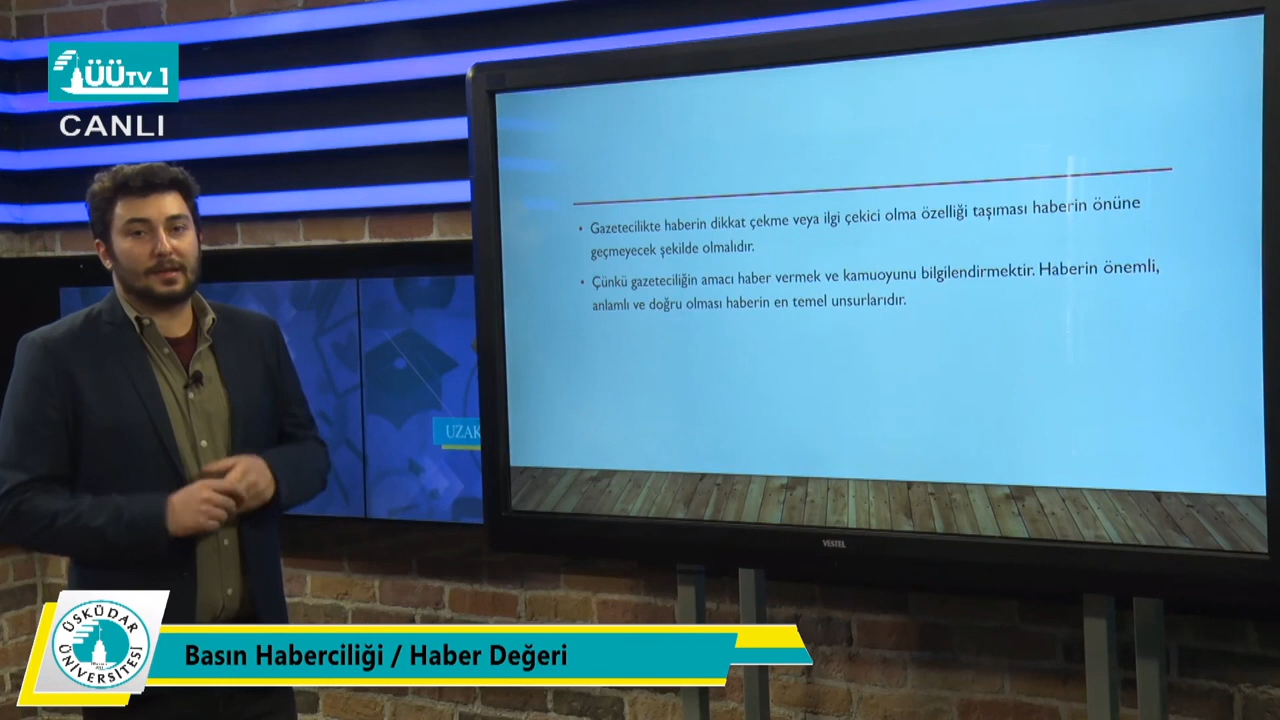 ÜÜTV 1
CANLI
• Gazetecilikte haberin dikkat çekme veya ilgi çekici olma özelliği taşıması haberin önüne
geçmeyecek şekilde olmalıdır.
• Çünkü gazeteciliğin amacı haber vermek ve kamuoyunu bilgilendirmektir. Haberin önemli,
anlamlı ve doğru olması haberin en temel unsurlarıdır.
UZAK
VESTEL
ÜSKÜDAR
ÜNİVERSİTESİ
Basın Haberciliği / Haber Değeri